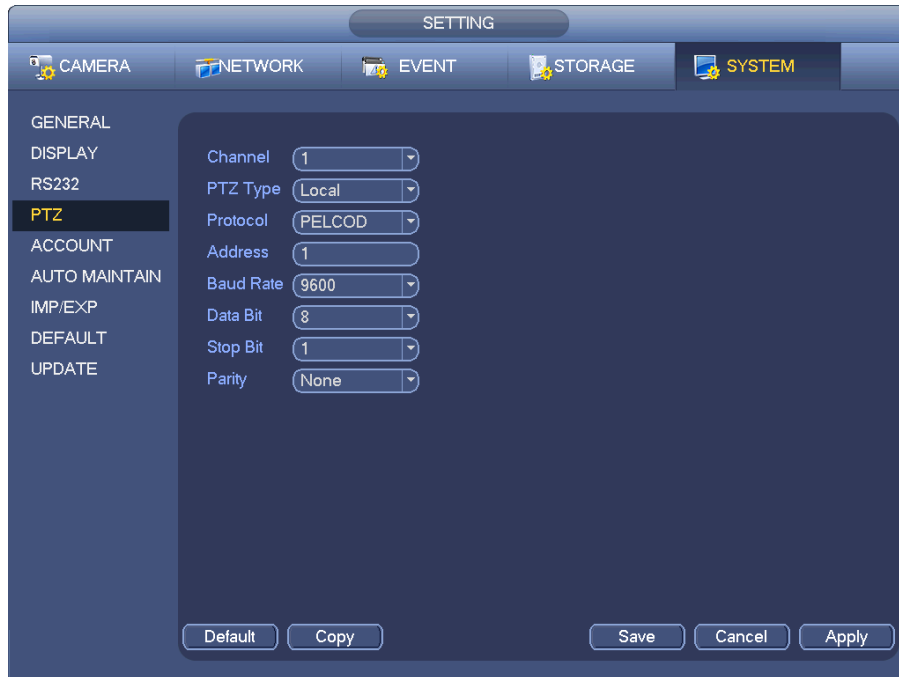 SETTING
CAMERA NETWORK EVENT STORAGE SYSTEM
GENERAL
DISPLAY
RS232
PTZ
ACCOUNT
AUTO MAINTAIN
IMP/EXP
DEFAULT
UPDATE
Channel 1
PTZ Type Local
Protocol PELCOD
Address 1
Baud Rate 9600
Data Bit 8
Stop Bit 1
Parity None
Default Copy Save Cancel Apply